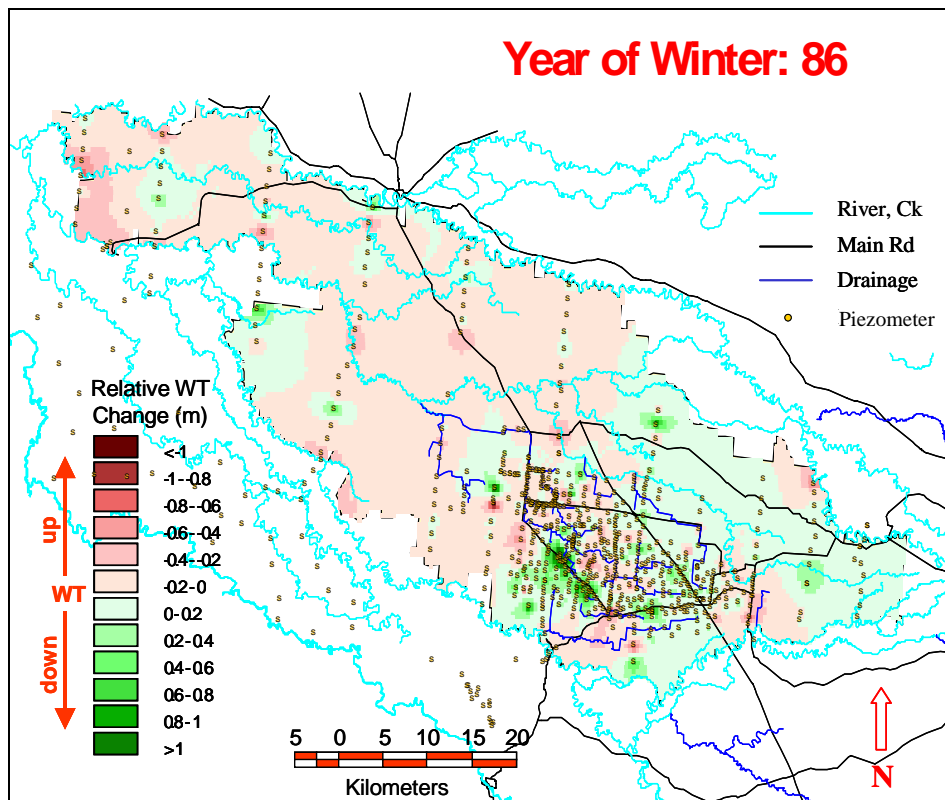 Year of Winter: 86
River, Ck
Main Rd
Drainage
Piezometer
Relative WT
Change (m)
<-1
-1--0.8
-0.8--0.6
-0.6--0.4
-0.4--0.2
-0.2-0
0-0.2
0.2-0.4
0.4-0.6
0.6-0.8
0.8-1
>1
up
WT
down
5 0 5 10 15 20
Kilometers
N